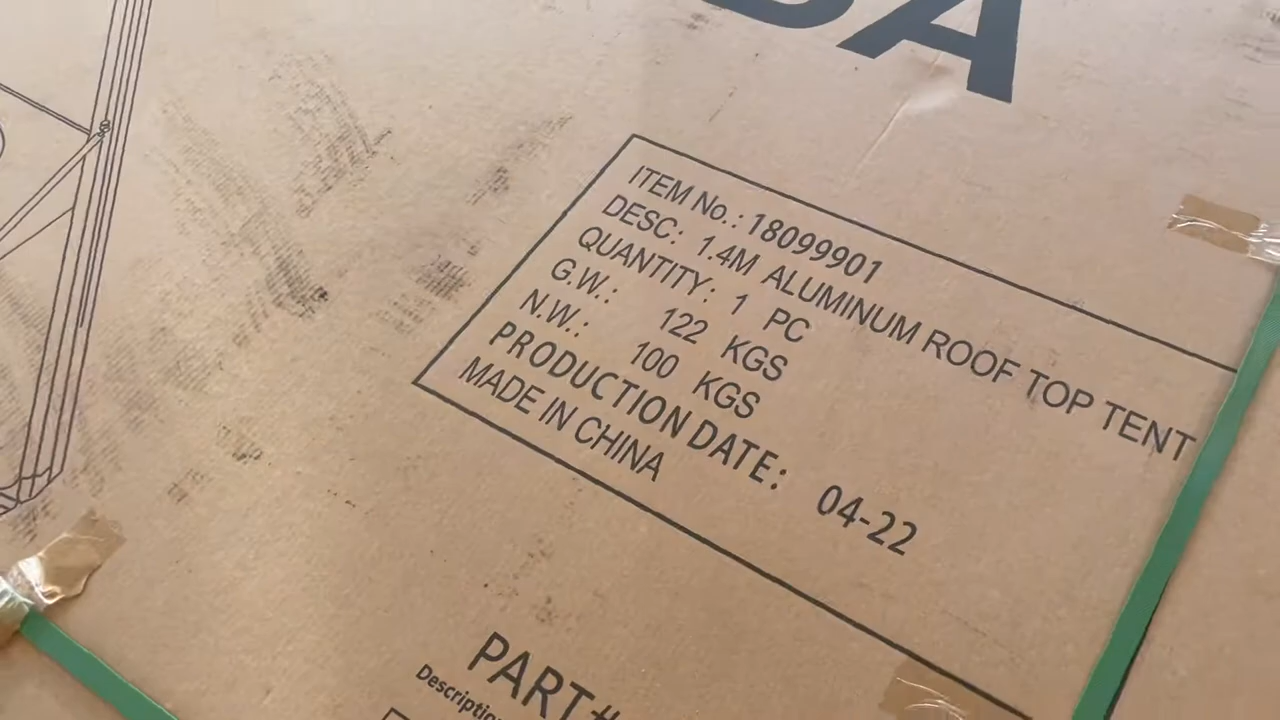 ITEM No.: 18099901
DESC: 1.4M ALUMINUM ROOF TOP TENT
QUANTITY: 1 PC
G.W.: 122 KGS
N.W.: 100 KGS
PRODUCTION DATE: 04-22
MADE IN CHINA
PART#